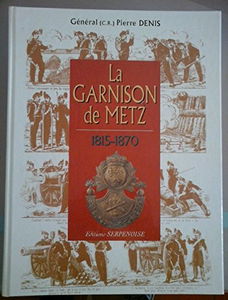 Général (C.R.) Pierre DENIS
La
GARNISON
de METZ
1815-1870
Éditions SERPENOISE